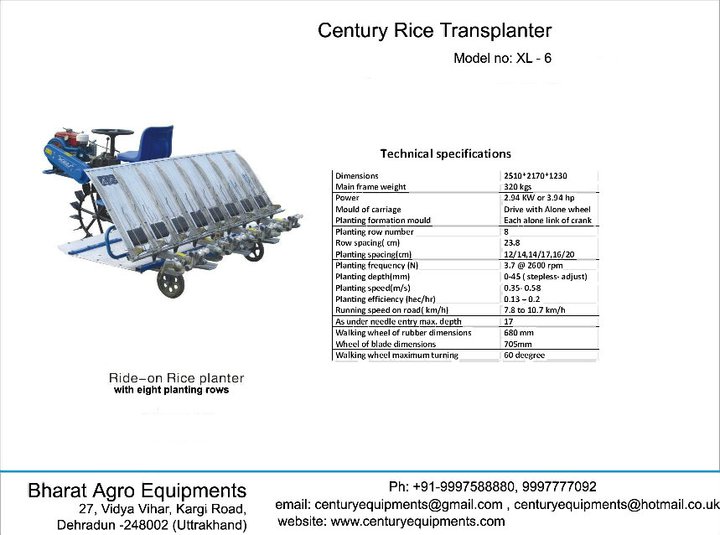 Century Rice Transplanter
Model no: XL - 6
Technical specifications
Dimensions 2510*2170*1230
Main frame weight 320 kgs
Power 2.94 KW or 3.94 hp
Mould of carriage Drive with Alone wheel
Planting formation mould Each alone link of crank
Planting row number 8
Row spacing( cm) 23.8
Planting spacing(cm) 12/14,14/17,16/20
Planting frequency (N) 3.7 @ 2600 rpm
Planting depth(mm) 0-45 ( stepless- adjust)
Planting speed(m/s) 0.35- 0.58
Planting efficiency (hec/hr) 0.13 – 0.2
Running speed on road( km/h) 7.8 to 10.7 km/h
As under needle entry max. depth 17
Walking wheel of rubber dimensions 680 mm
Wheel of blade dimensions 705mm
Walking wheel maximum turning 60 deegree
Ride-on Rice planter
with eight planting rows
Bharat Agro Equipments
27, Vidya Vihar, Kargi Road,
Dehradun -248002 (Uttrakhand)
Ph: +91-9997588880, 9997777092
email: centuryequipments@gmail.com , centuryequipments@hotmail.co.uk
website: www.centuryequipments.com